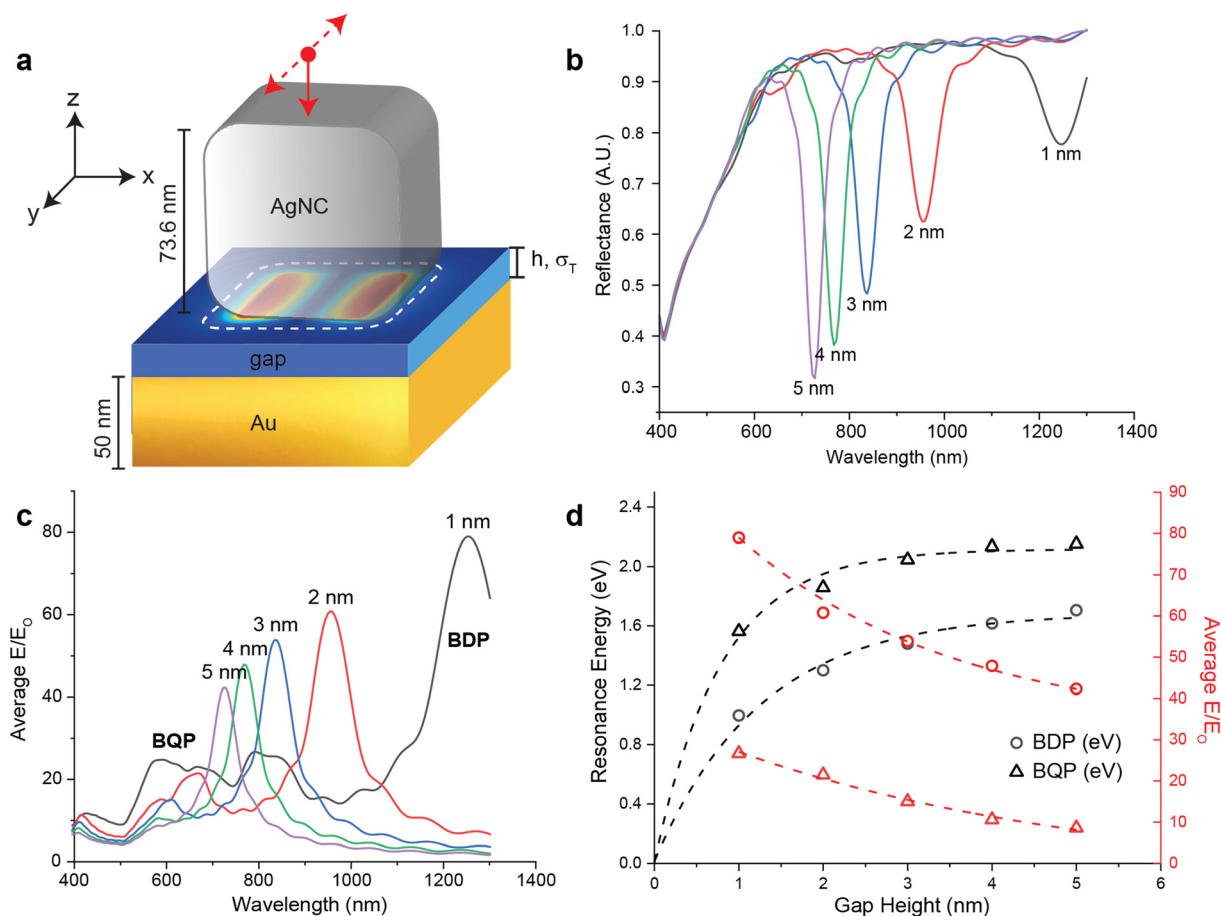 a
z
x
y
73.6 nm
AgNC
h, σT
gap
Au
50 nm
b
Reflectance (A.U.)
1.0
0.9
0.8
0.7
0.6
0.5
0.4
0.3
1 nm
2 nm
3 nm
4 nm
5 nm
400 600 800 1000 1200 1400
Wavelength (nm)
c
Average E/EO
80
60
40
20
0
1 nm
2 nm
3 nm
4 nm
5 nm
BDP
BQP
400 600 800 1000 1200 1400
Wavelength (nm)
d
Resonance Energy (eV)
2.4
2.0
1.6
1.2
0.8
0.4
0.0
90
80
70
60
50
40
30
20
10
0
Average E/EO
BDP (eV)
BQP (eV)
0 1 2 3 4 5 6
Gap Height (nm)